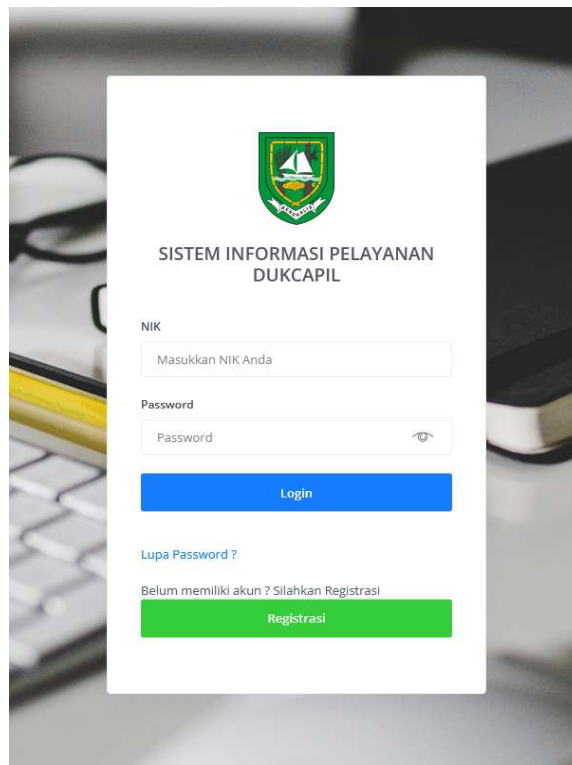 BENGKALIS
SISTEM INFORMASI PELAYANAN
DUKCAPIL
NIK
Masukkan NIK Anda
Password
Password
Login
Lupa Password ?
Belum memiliki akun ? Silahkan Registrasi
Registrasi